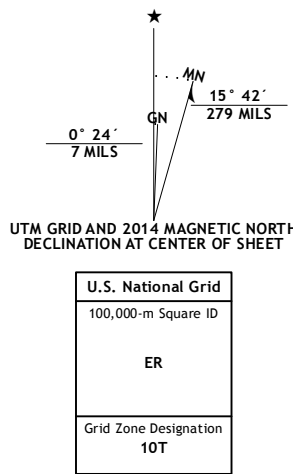 MN
15° 42´
279 MILS
GN
0° 24´
7 MILS
UTM GRID AND 2014 MAGNETIC NORTH
DECLINATION AT CENTER OF SHEET
U.S. National Grid
100,000-m Square ID
ER
Grid Zone Designation
10T